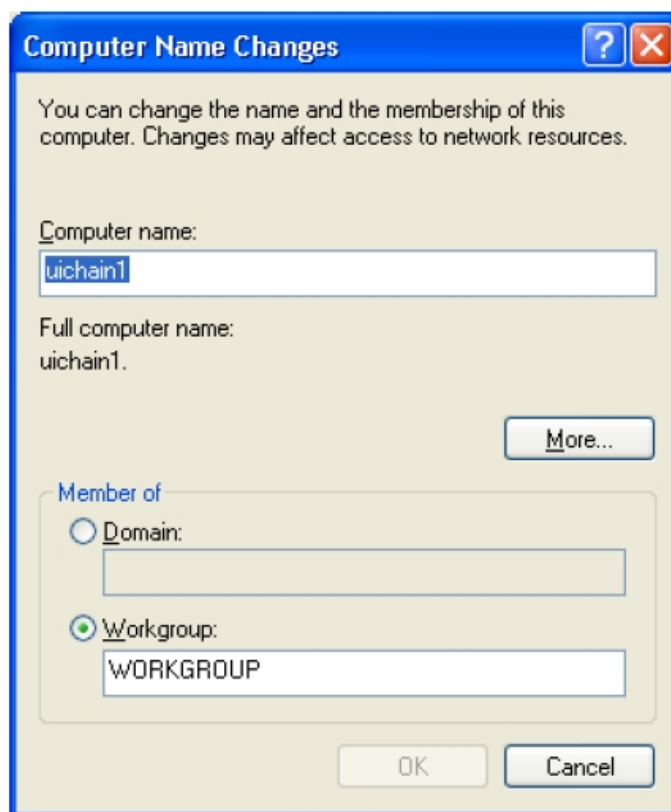 Computer Name Changes
You can change the name and the membership of this
computer. Changes may affect access to network resources.
Computer name:
uichain1
Full computer name:
uichain1.
More...
Member of
Domain:
Workgroup:
WORKGROUP
OK
Cancel